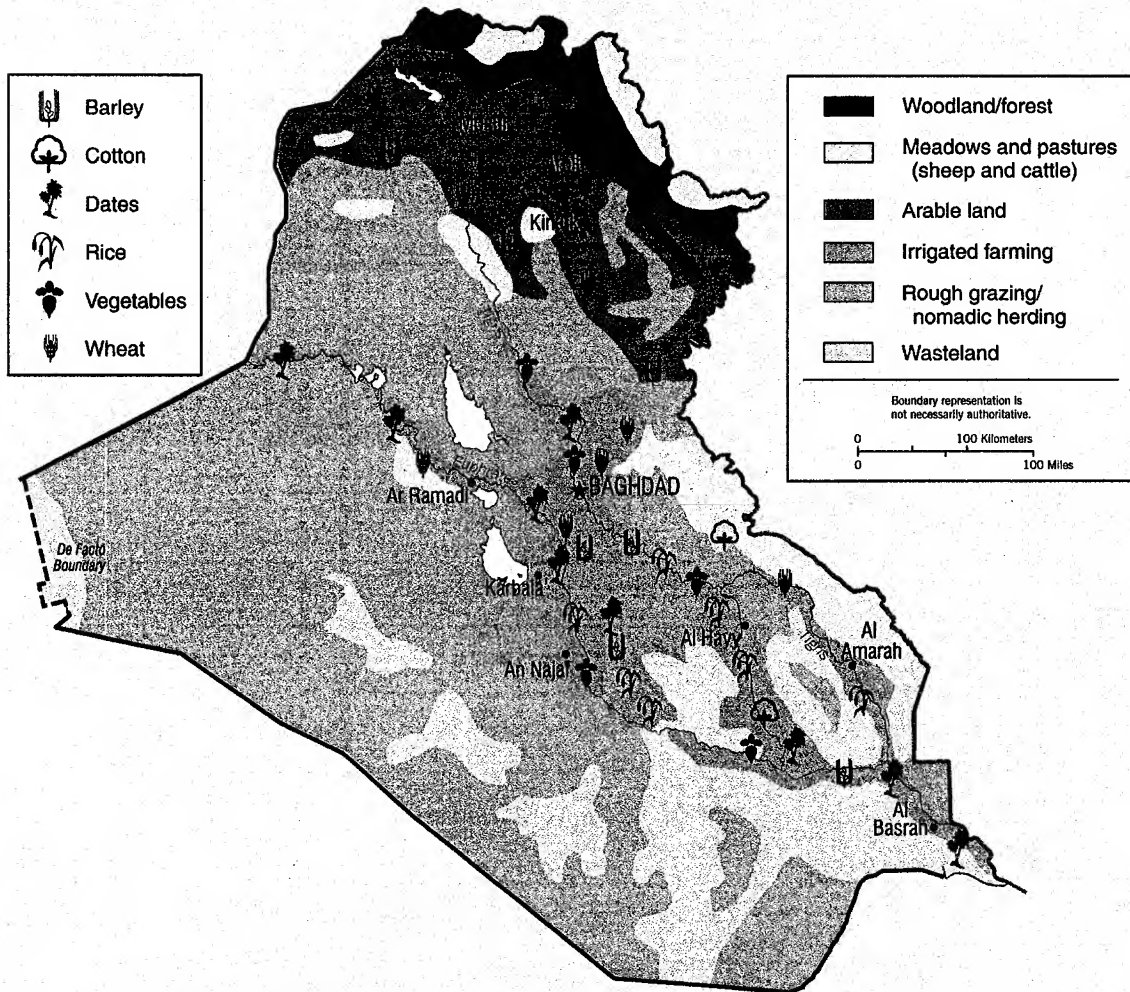 Barley
Cotton
Dates
Rice
Vegetables
Wheat
Woodland/forest
Meadows and pastures
(sheep and cattle)
Arable land
Irrigated farming
Rough grazing/
nomadic herding
Wasteland
Boundary representation is
not necessarily authoritative.
0 100 Kilometers
0 100 Miles
Ar Ramadi
BAGHDAD
De Facto
Boundary
Karbala
Al Hayy
Tigris
Al
Amarah
An Najaf
Al
Basrah